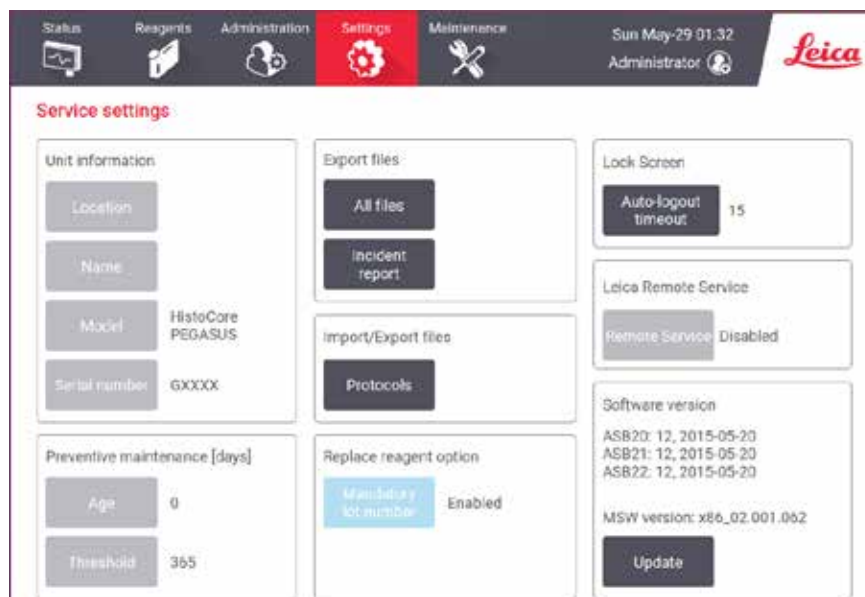 Status
Reagents
Administration
Settings
Maintenance
Sun May-29 01:32
Administrator
Leica
Service settings
Unit information
Location
Name
Model
HistoCore
PEGASUS
Serial number
GXXXX
Preventive maintenance [days]
Age
0
Threshold
365
Export files
All files
Incident
report
Import/Export files
Protocols
Replace reagent option
Mandatory
lot number
Enabled
Lock Screen
Auto-logout
timeout
15
Leica Remote Service
Remote Service
Disabled
Software version
ASB20: 12, 2015-05-20
ASB21: 12, 2015-05-20
ASB22: 12, 2015-05-20
MSW version: x86_02.001.062
Update